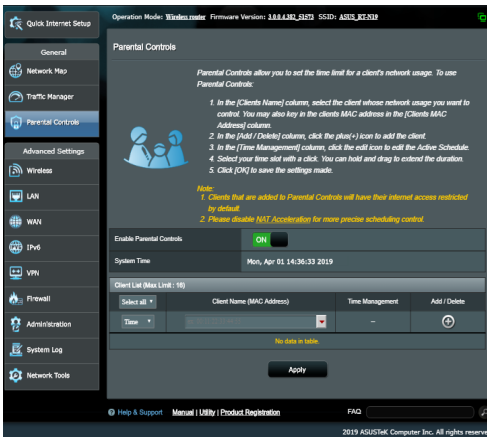 Quick Internet Setup
Operation Mode: Wireless router Firmware Version: 3.0.0.4.382_51573 SSID: ASUS_RT-N19
General
Network Map
Traffic Manager
Parental Controls
Advanced Settings
Wireless
LAN
WAN
IPv6
VPN
Firewall
Administration
System Log
Network Tools
Parental Controls
Parental Controls allow you to set the time limit for a client's network usage. To use
Parental Controls:
1. In the [Clients Name] column, select the client whose network usage you want to
control. You may also key in the clients MAC address in the [Clients MAC
Address] column.
2. In the [Add / Delete] column, click the plus(+) icon to add the client.
3. In the [Time Management] column, click the edit icon to edit the Active Schedule.
4. Select your time slot with a click. You can hold and drag to extend the duration.
5. Click [OK] to save the settings made.
Note:
1. Clients that are added to Parental Controls will have their internet access restricted
by default.
2. Please disable NAT Acceleration for more precise scheduling control.
Enable Parental Controls ON
System Time Mon, Apr 01 14:36:33 2019
Client List (Max Limit : 16)
Select all Client Name (MAC Address) Time Management Add / Delete
Time –
No data in table.
Apply
Help & Support Manual | Utility | Product Registration FAQ
2019 ASUSTeK Computer Inc. All rights reserve